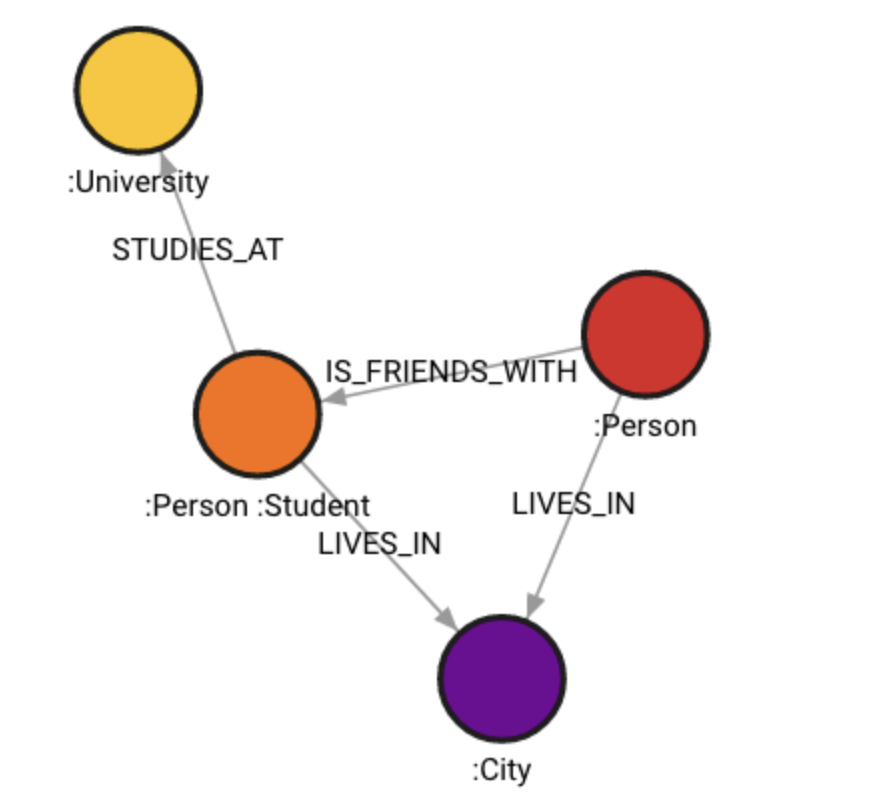 :University
STUDIES_AT
IS_FRIENDS_WITH
:Person
:Person :Student
LIVES_IN
LIVES_IN
:City